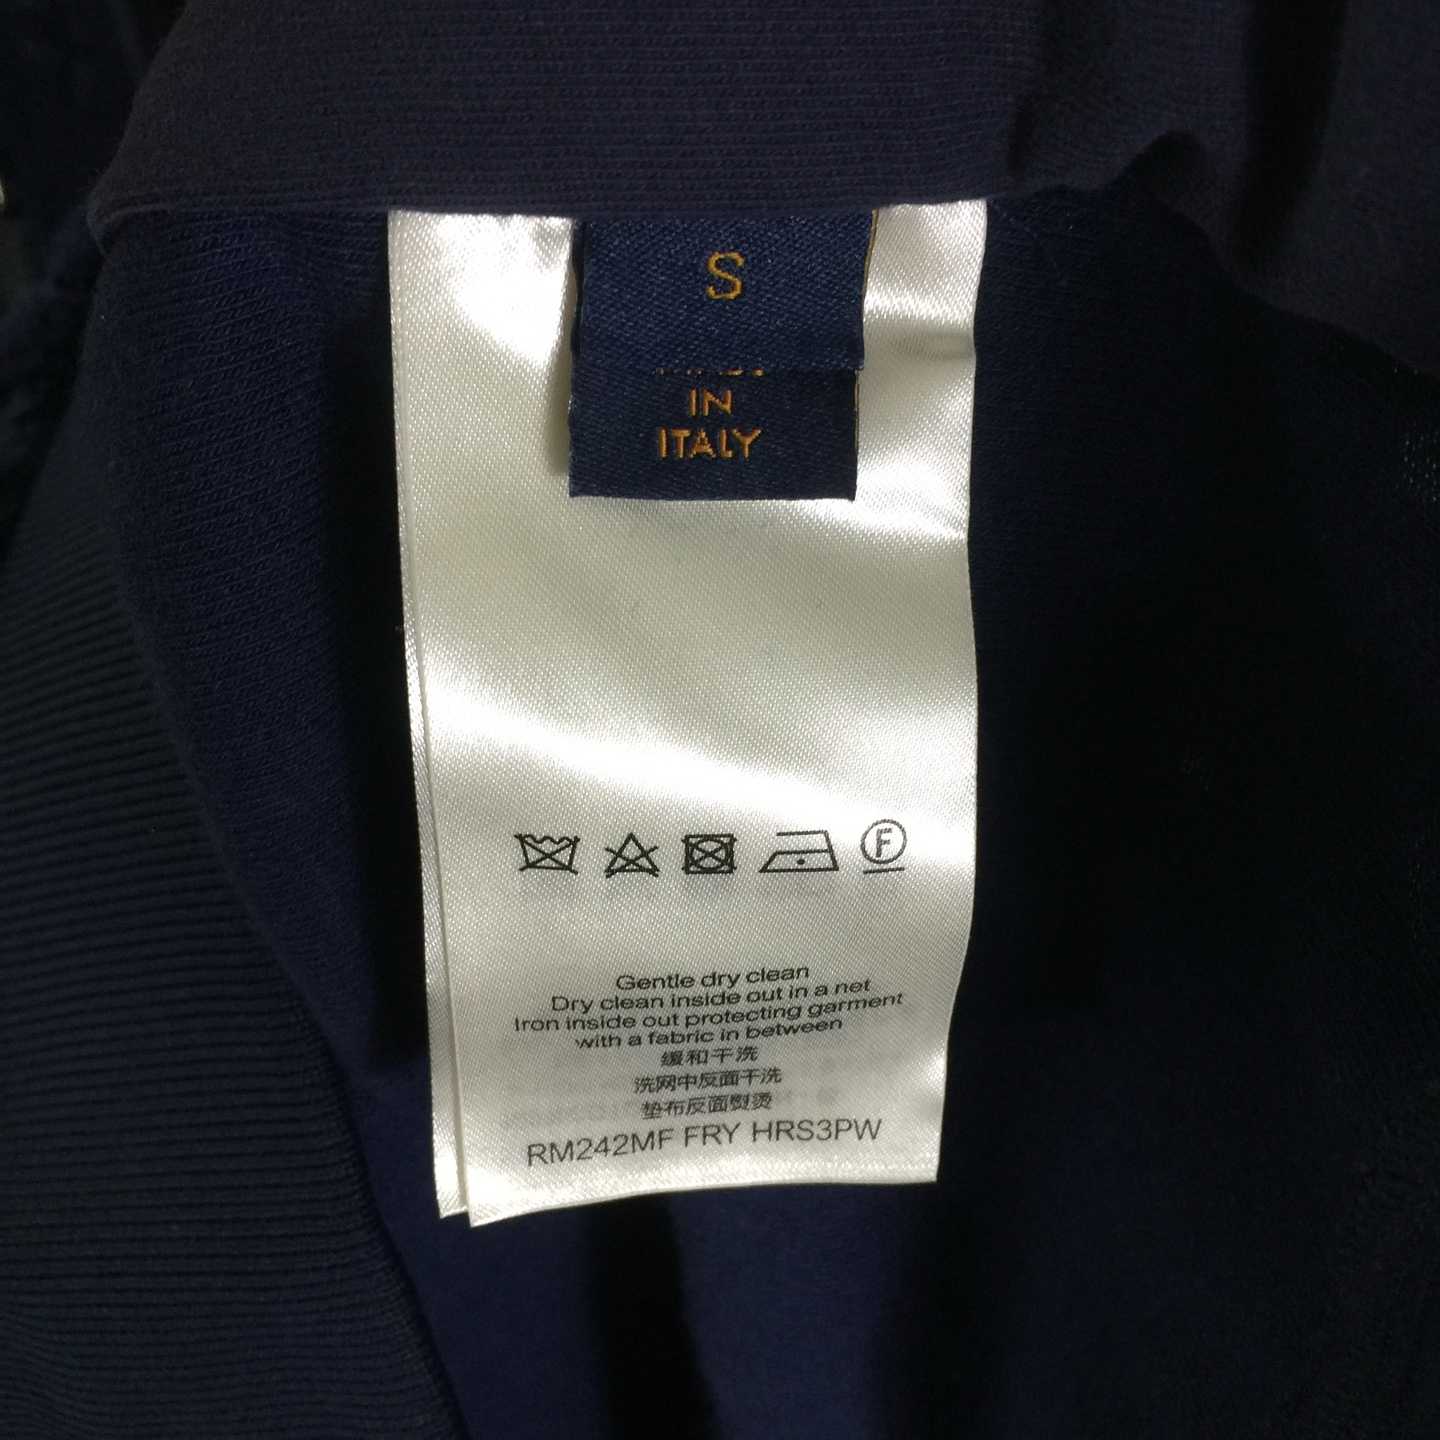 S
IN
ITALY
F
Gentle dry clean
Dry clean inside out in a net
Iron inside out protecting garment
with a fabric in between
缓和干洗
洗网中反面干洗
垫布反面熨烫
RM242MF FRY HRS3PW